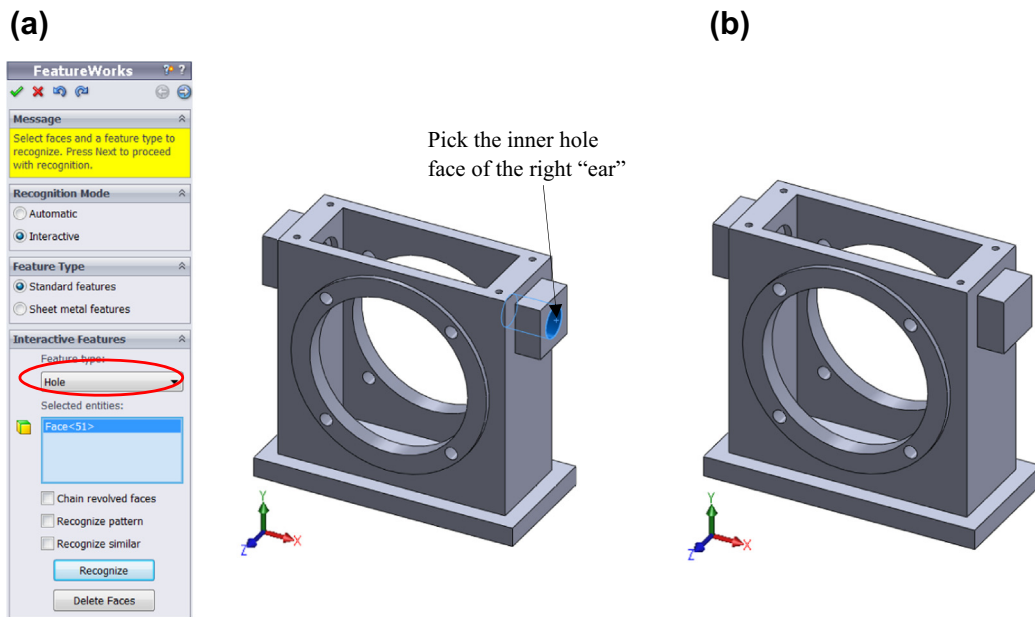 (a)
(b)
FeatureWorks
? ?
Message
Select faces and a feature type to
recognize. Press Next to proceed
with recognition.
Recognition Mode
Automatic
Interactive
Feature Type
Standard features
Sheet metal features
Interactive Features
Feature type:
Hole
Selected entities:
Face<51>
Chain revolved faces
Recognize pattern
Recognize similar
Recognize
Delete Faces
Pick the inner hole
face of the right “ear”
Y
Z
X
Y
Z
X